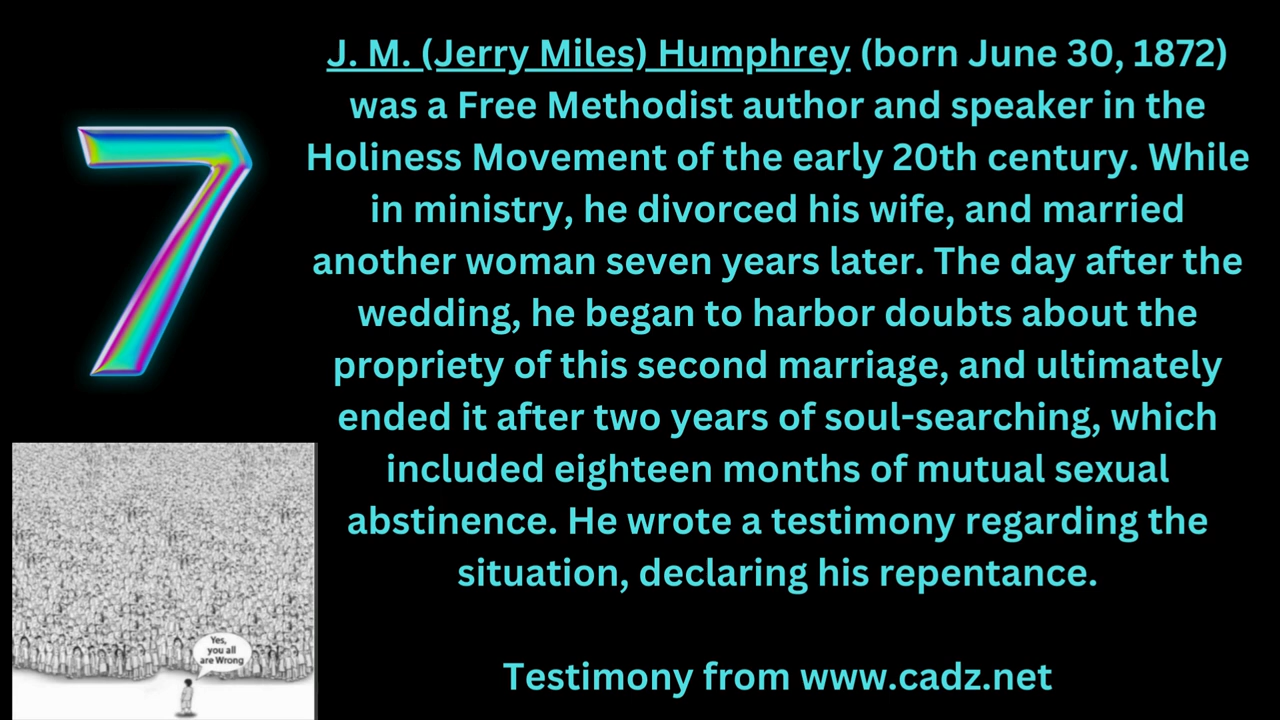 7
J. M. (Jerry Miles) Humphrey (born June 30, 1872)
was a Free Methodist author and speaker in the
Holiness Movement of the early 20th century. While
in ministry, he divorced his wife, and married
another woman seven years later. The day after the
wedding, he began to harbor doubts about the
propriety of this second marriage, and ultimately
ended it after two years of soul-searching, which
included eighteen months of mutual sexual
abstinence. He wrote a testimony regarding the
situation, declaring his repentance.
Yes,
you all
are Wrong
Testimony from www.cadz.net